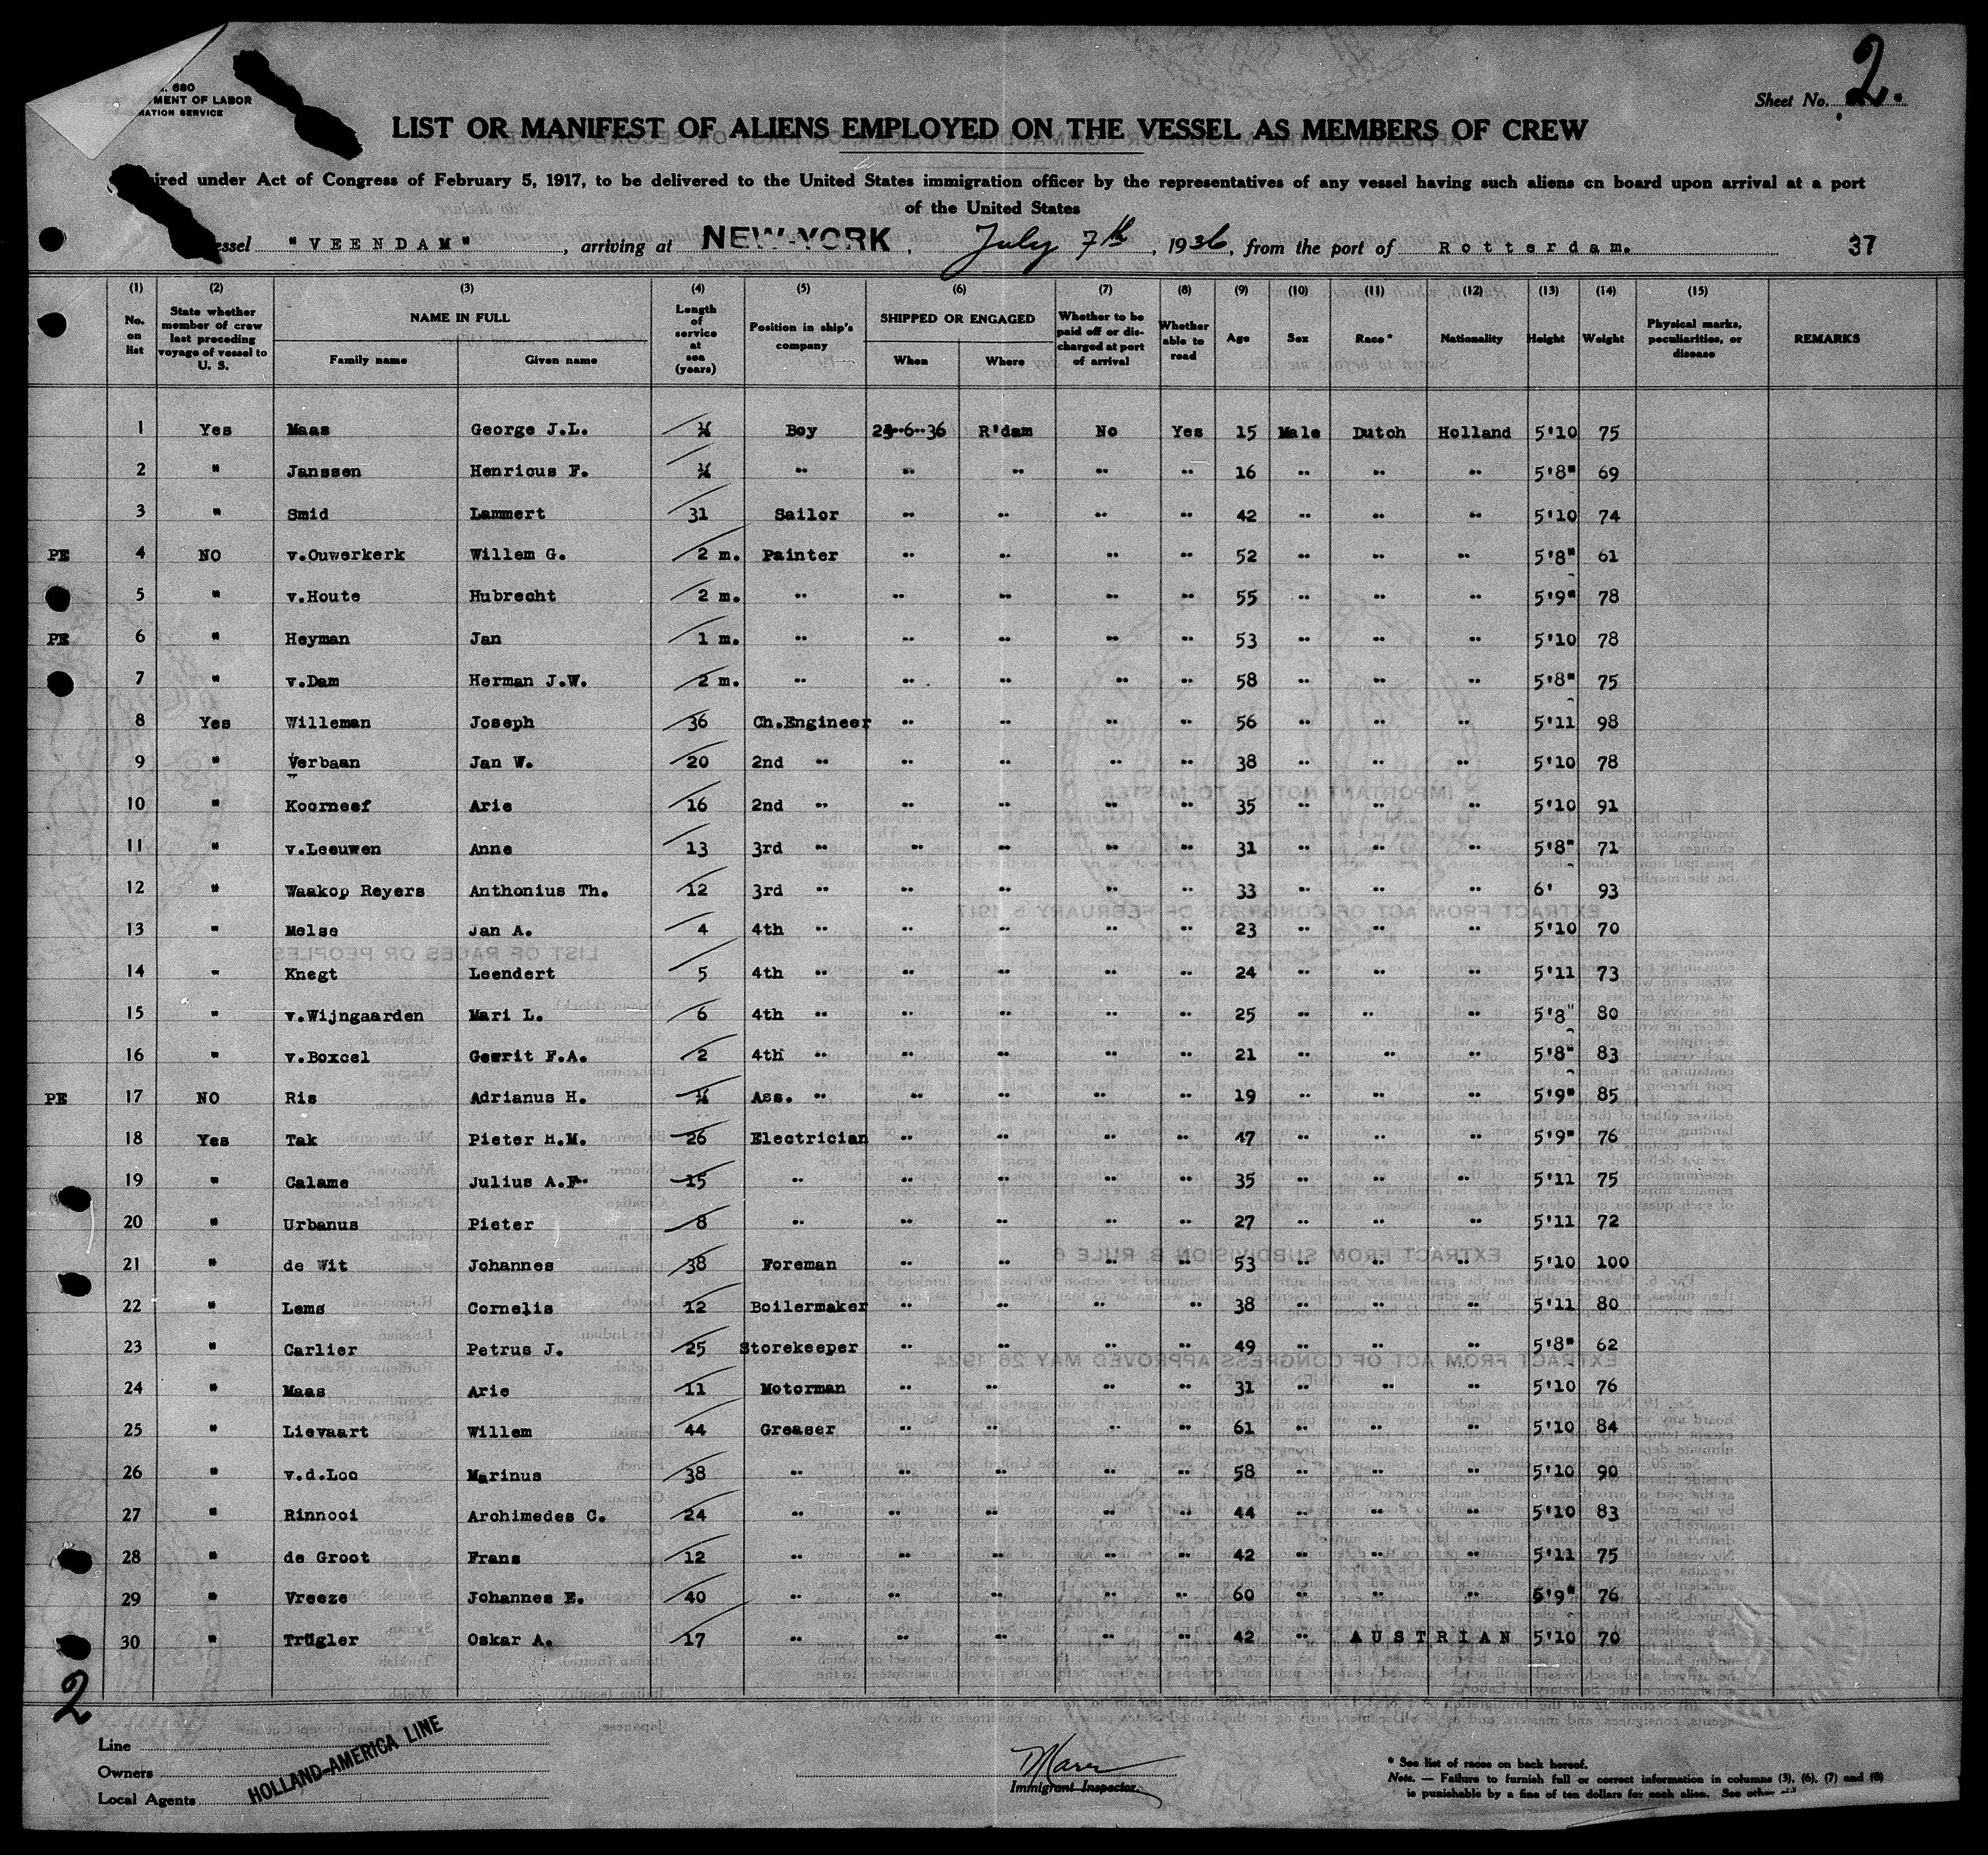 . 680
MENT OF LABOR
RATION SERVICE
Sheet No. 2.
LIST OR MANIFEST OF ALIENS EMPLOYED ON THE VESSEL AS MEMBERS OF CREW
ired under Act of Congress of February 5, 1917, to be delivered to the United States immigration officer by the representatives of any vessel having such aliens on board upon arrival at a port
of the United States
essel "VEENDAM", arriving at NEW-YORK, July 7th, 1936, from the port of Rotterdam. 37
(1) (2) (3) (4) (5) (6) (7) (8) (9) (10) (11) (12) (13) (14) (15)
No. on list State whether member of crew last preceding voyage of vessel to U. S. NAME IN FULL Family name Given name Length of service at sea (years) Position in ship's company SHIPPED OR ENGAGED When Where Whether to be paid off or discharged at port of arrival Whether able to read Age Sex Race* Nationality Height Weight Physical marks, peculiarities, or disease REMARKS
1 Yes Maas George J.L. ¼ Boy 6-36 R'dam No Yes 15 Male Dutch Holland 5'10 75
2 " Janssen Henricus F. ¼ " " " " " 16 " " " 5'8" 69
3 " Smid Lammert 31 Sailor " " " " 42 " " " 5'10 74
PE 4 NO v.Ouwerkerk Willem G. 2 m. Painter " " " " 52 " " " 5'8" 61
5 " v.Houte Hubrecht 2 m. " " " " " 55 " " " 5'9" 78
PE 6 " Heyman Jan 1 m. " " " " " 53 " " " 5'10 78
7 " v.Dam Herman J.W. 2 m. " " " " " 58 " " " 5'8" 75
8 Yes Willeman Joseph 36 Ch.Engineer " " " " 56 " " " 5'11 98
9 " Verbaan Jan W. 20 2nd " " " " " 38 " " " 5'10 78
10 " Koorneef Arie 16 2nd " " " " " 35 " " " 5'10 91
11 " v.Leeuwen Anne 13 3rd " " " " " 31 " " " 5'8" 71
12 " Waakop Reyers Anthonius Th. 12 3rd " " " " " 33 " " " 6' 93
13 " Melse Jan A. 4 4th " " " " " 23 " " " 5'10 70
14 " Knegt Leendert 5 4th " " " " " 24 " " " 5'11 73
15 " v.Wijngaarden Mari L. 6 4th " " " " " 25 " " " 5'8" 80
16 " v.Boxcel Gerrit F.A. 2 4th " " " " " 21 " " " 5'8" 83
PE 17 NO Ris Adrianus H. ¼ Ass. " " " " " 19 " " " 5'9" 85
18 Yes Tak Pieter H.M. 26 Electrician " " " " 47 " " " 5'9" 76
19 " Calame Julius A.F. 15 " " " " " 35 " " " 5'11 75
20 " Urbanus Pieter 8 " " " " " 27 " " " 5'11 72
21 " de Wit Johannes 38 Foreman " " " " 53 " " " 5'10 100
22 " Lems Cornelis 12 Boilermaker " " " " 38 " " " 5'11 80
23 " Carlier Petrus J. 25 Storekeeper " " " " 49 " " " 5'8" 62
24 " Maas Arie 11 Motorman " " " " 31 " " " 5'10 76
25 " Lievaart Willem 44 Greaser " " " " 61 " " " 5'10 84
26 " v.d.Loo Marinus 38 " " " " " 58 " " " 5'10 90
27 " Rinnooi Archimedes C. 24 " " " " " 44 " " " 5'10 83
28 " de Groot Frans 12 " " " " " 42 " " " 5'11 75
29 " Vreeze Johannes E. 40 " " " " " 60 " " " 5'9" 76
30 " Trügler Oskar A. 17 " " " " " 42 " AUSTRIAN 5'10 70
2
Line
Owners
Local Agents
HOLLAND-AMERICA LINE
Immigrant Inspector.
* See list of races on back hereof.
Note. — Failure to furnish full or correct information in columns (3), (6), (7) and (8)
is punishable by a fine of ten dollars for each alien. See other